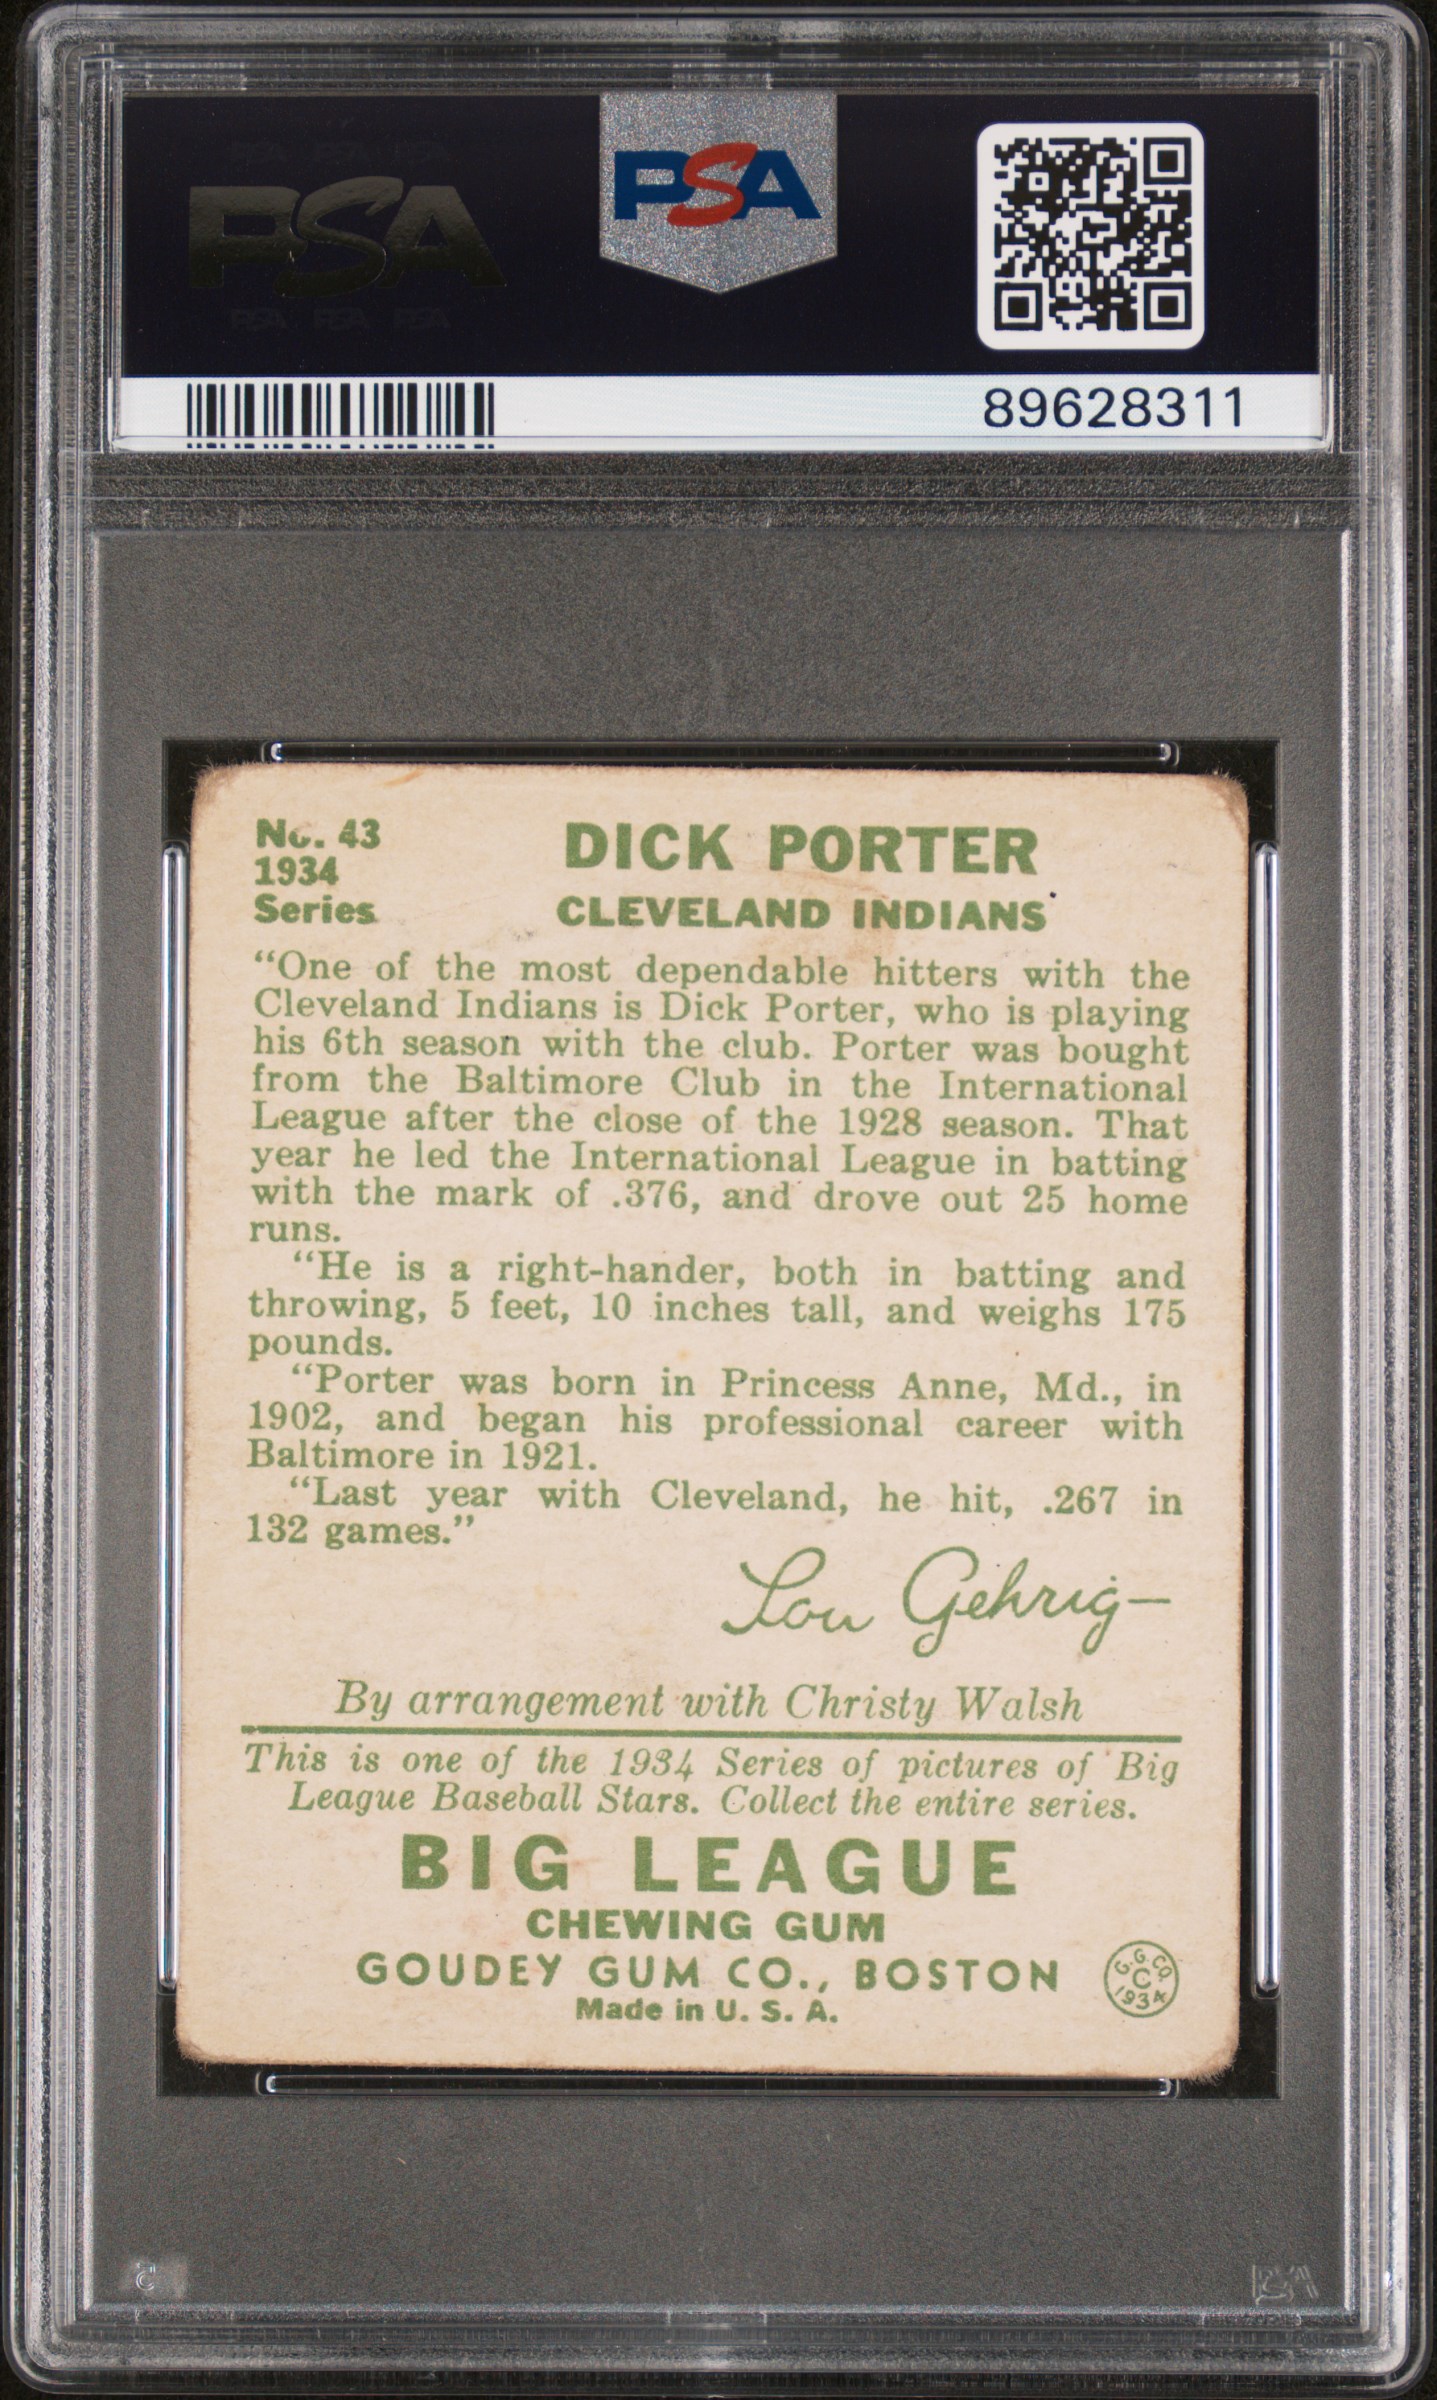 PSA
PSA
89628311
No. 43
1934
Series
DICK PORTER
CLEVELAND INDIANS
“One of the most dependable hitters with the
Cleveland Indians is Dick Porter, who is playing
his 6th season with the club. Porter was bought
from the Baltimore Club in the International
League after the close of the 1928 season. That
year he led the International League in batting
with the mark of .376, and drove out 25 home
runs.
“He is a right-hander, both in batting and
throwing, 5 feet, 10 inches tall, and weighs 175
pounds.
“Porter was born in Princess Anne, Md., in
1902, and began his professional career with
Baltimore in 1921.
“Last year with Cleveland, he hit, .267 in
132 games.”
Lou Gehrig—
By arrangement with Christy Walsh
This is one of the 1934 Series of pictures of Big
League Baseball Stars. Collect the entire series.
BIG LEAGUE
CHEWING GUM
GOUDEY GUM CO., BOSTON
Made in U. S. A.
G. G. CO.
C
1934
PSA